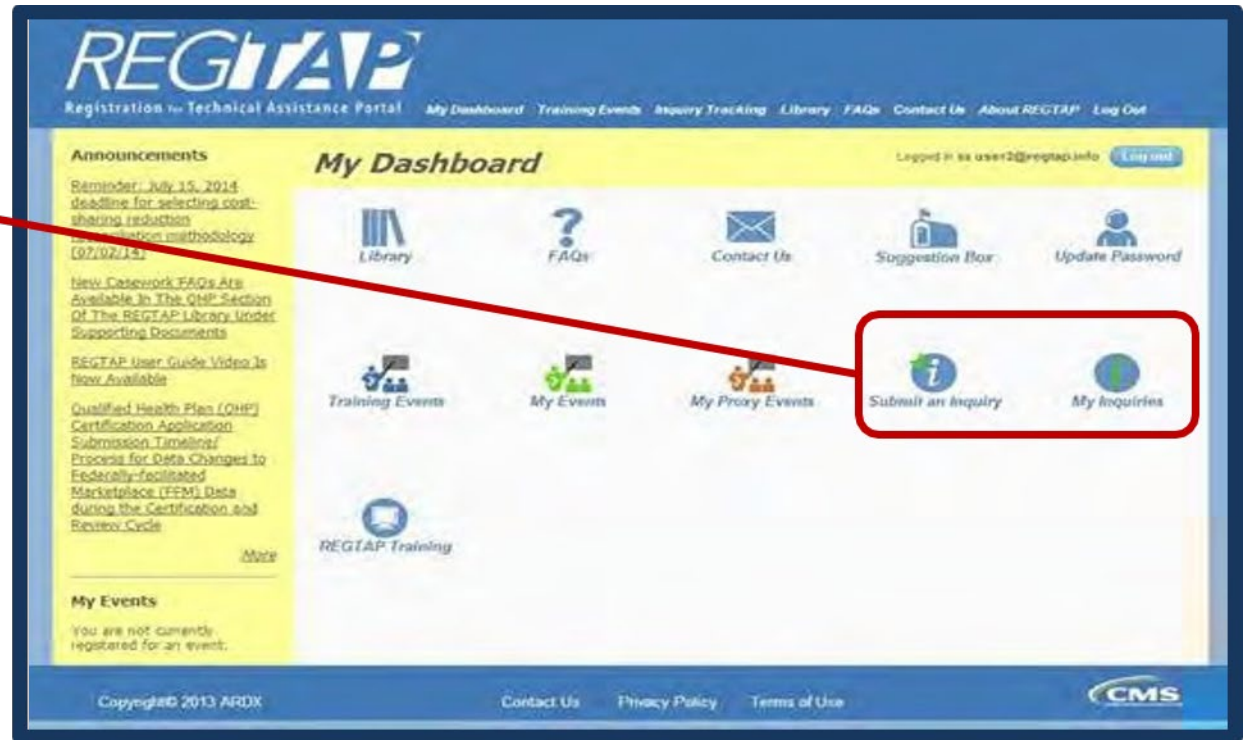 REGTAP
Registration for Technical Assistance Portal
My Dashboard Training Events Inquiry Tracking Library FAQs Contact Us About REGTAP Log Out
Announcements
Reminder: July 15, 2014
deadline for selecting cost-
sharing reduction
methodology
(07/02/14)
New Casework FAQs Are
Available In The QHP Section
Of The REGTAP Library Under
Supporting Documents
REGTAP User Guide Video Is
Now Available
Qualified Health Plan (QHP)
Certification Application
Submission Timeline/
Process for Data Changes to
Federally-facilitated
Marketplace (FFM) Data
during the Certification and
Review Cycle
More
My Events
You are not currently
registered for an event.
My Dashboard
Logged in as user2@regtap.info Log out
Library FAQs Contact Us Suggestion Box Update Password
Training Events My Events My Proxy Events Submit an Inquiry My Inquiries
REGTAP Training
Copyright© 2013 ARDX Contact Us Privacy Policy Terms of Use CMS